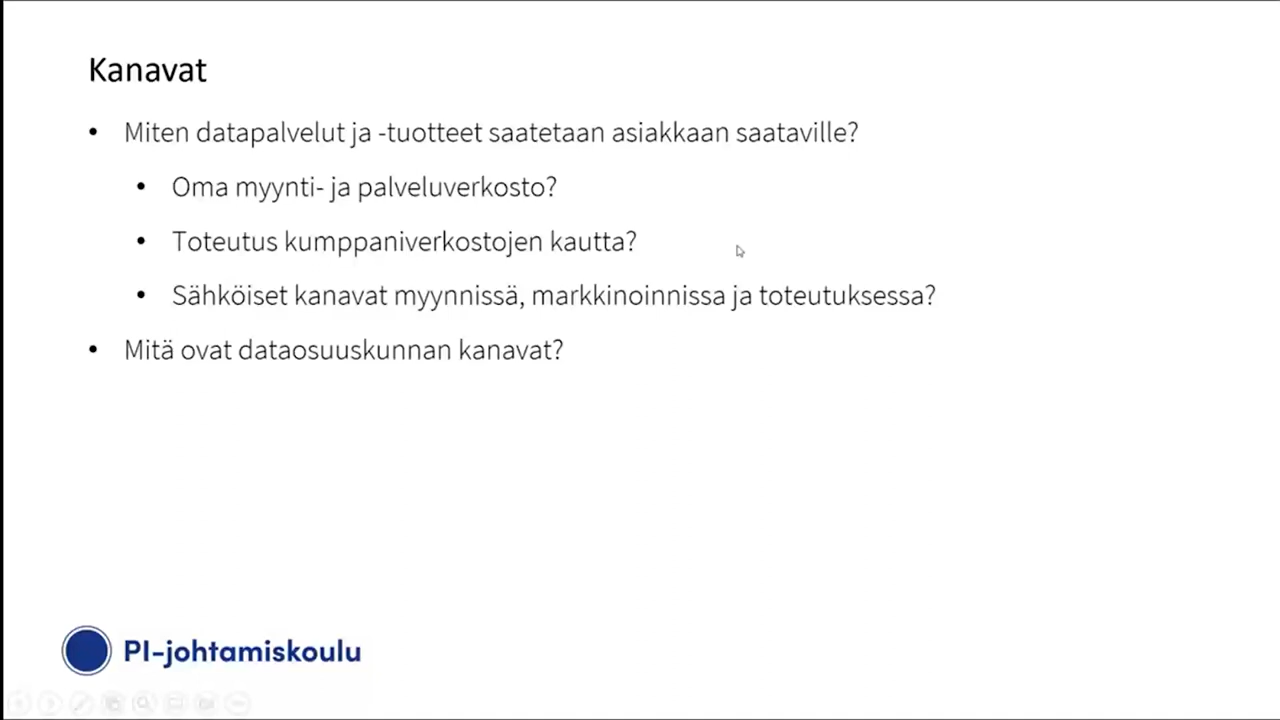 Kanavat
• Miten datapalvelut ja -tuotteet saatetaan asiakkaan saataville?
• Oma myynti- ja palveluverkosto?
• Toteutus kumppaniverkostojen kautta?
• Sähköiset kanavat myynnissä, markkinoinnissa ja toteutuksessa?
• Mitä ovat dataosuuskunnan kanavat?
PI-johtamiskoulu